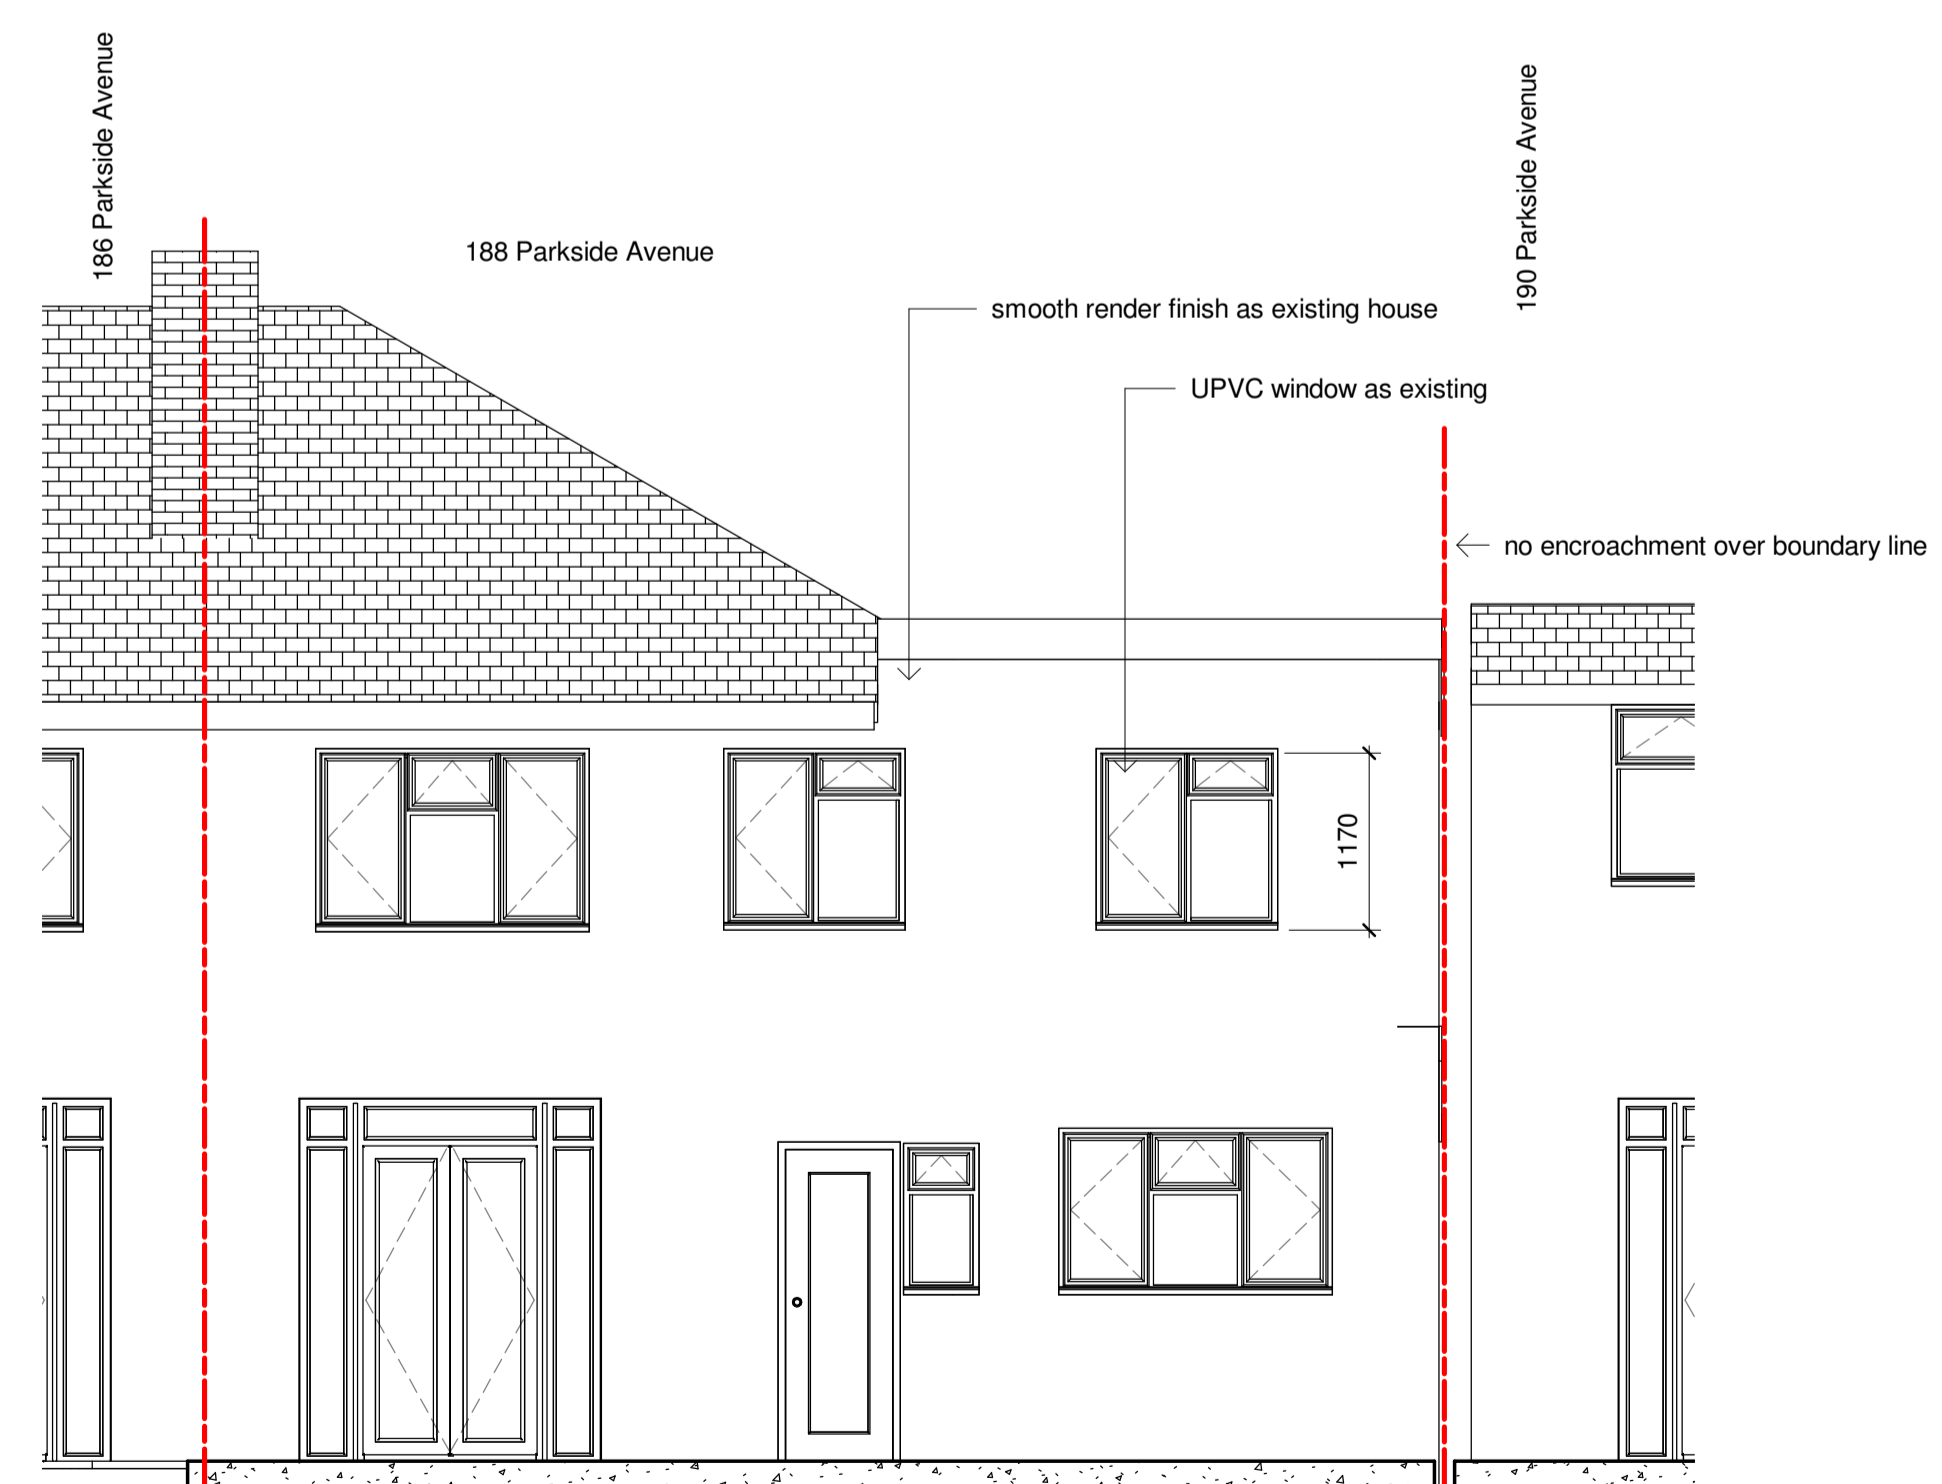 186 Parkside Avenue
190 Parkside Avenue
188 Parkside Avenue
smooth render finish as existing house
UPVC window as existing
no encroachment over boundary line
1170